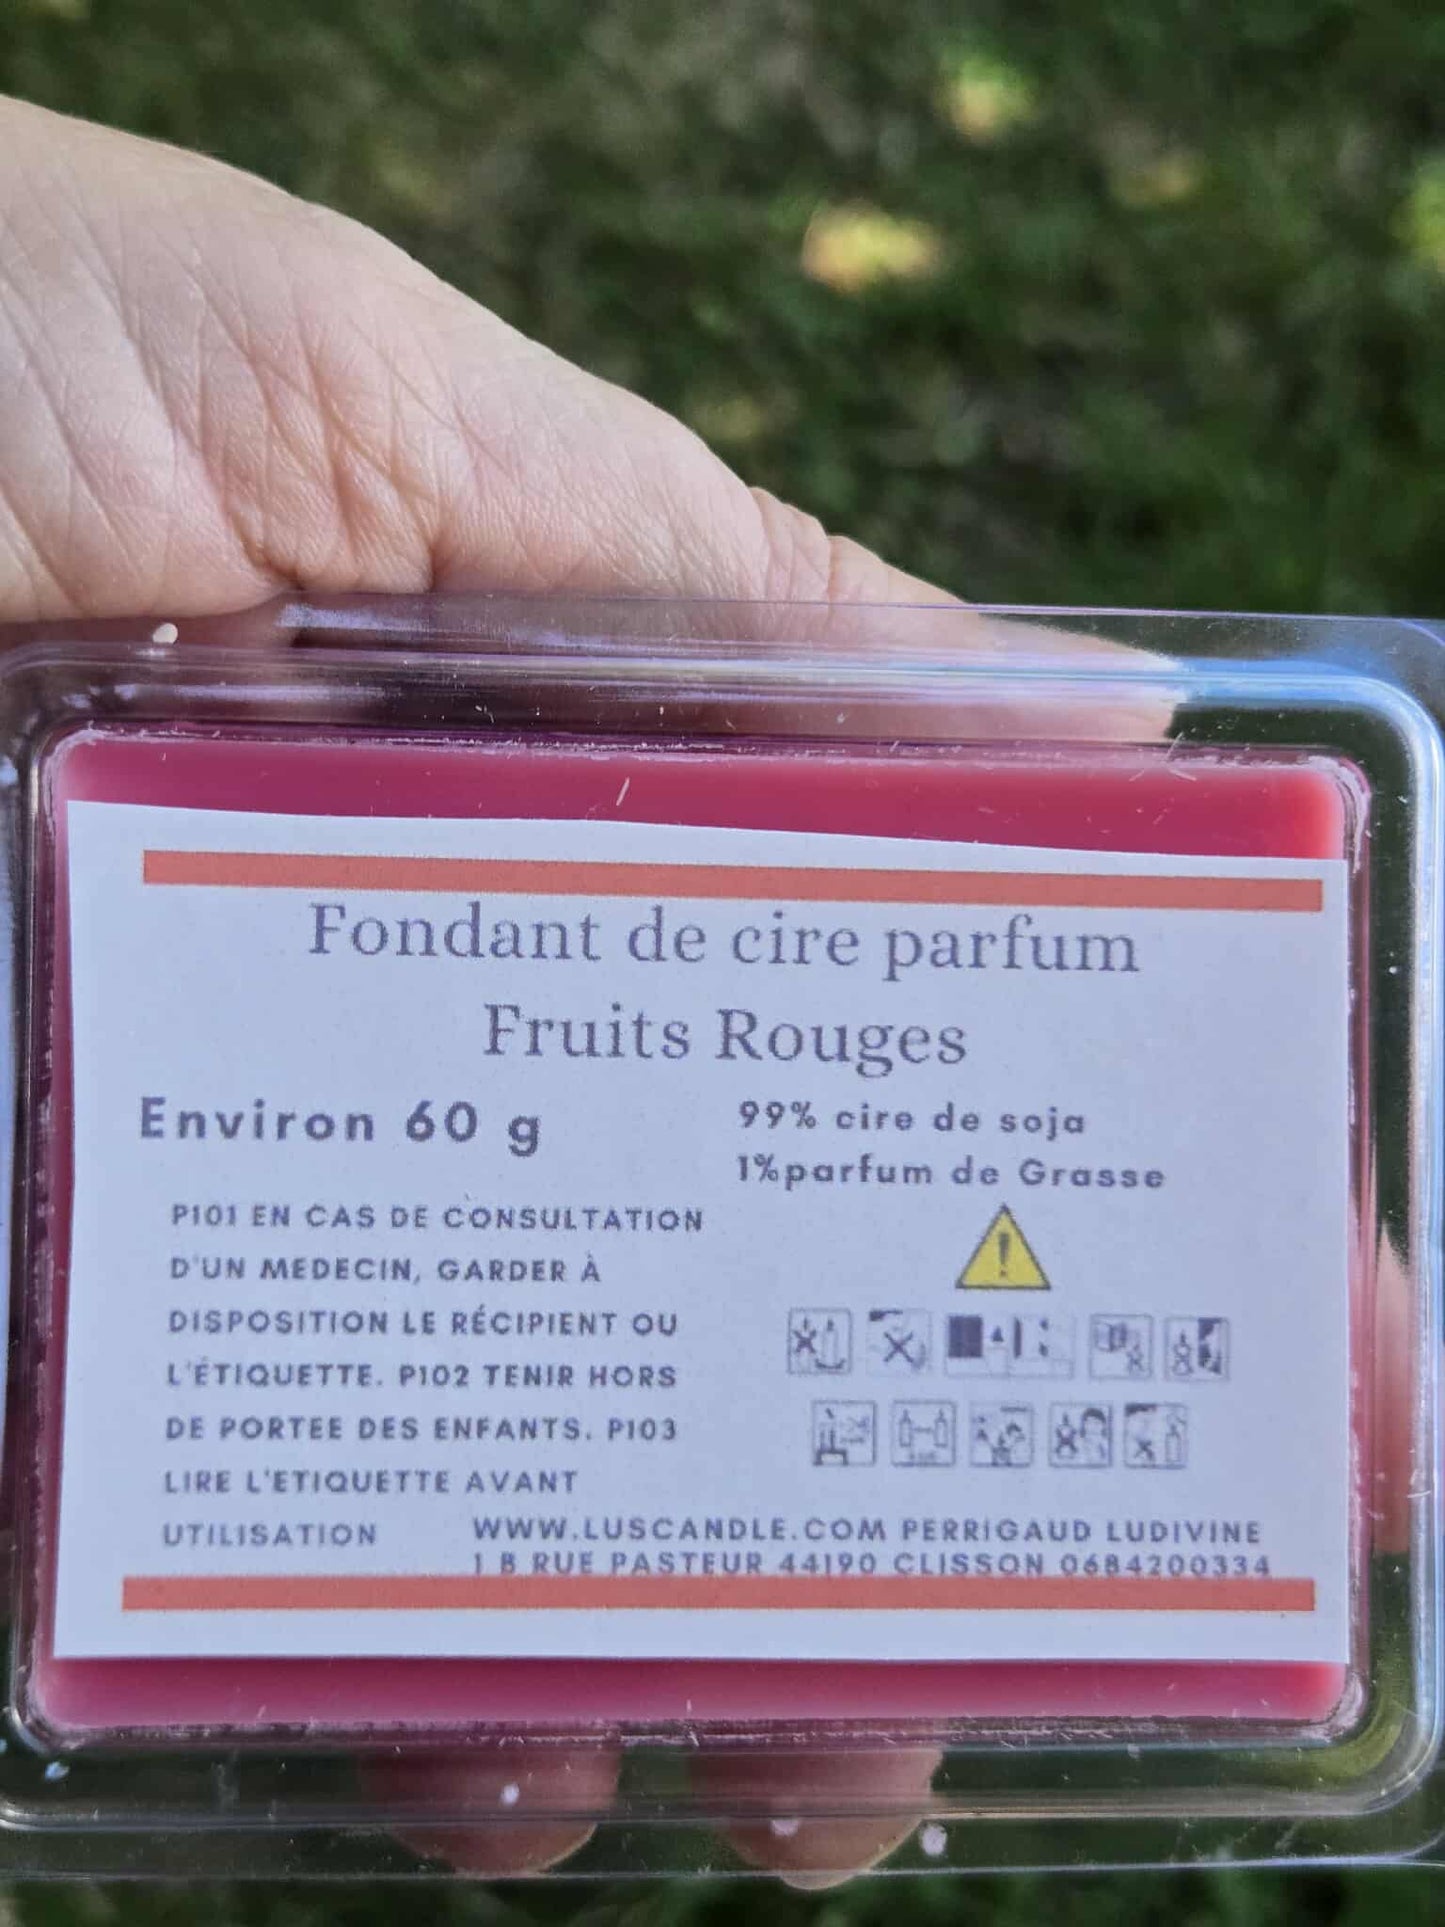 Fondant de cire parfum
Fruits Rouges
Environ 60 g
99% cire de soja
1%parfum de Grasse
P101 EN CAS DE CONSULTATION
D'UN MEDECIN, GARDER À
DISPOSITION LE RÉCIPIENT OU
L'ÉTIQUETTE. P102 TENIR HORS
DE PORTEE DES ENFANTS. P103
LIRE L'ETIQUETTE AVANT
UTILISATION
WWW.LUSCANDLE.COM PERRIGAUD LUDIVINE
1 B RUE PASTEUR 44190 CLISSON 0684200334